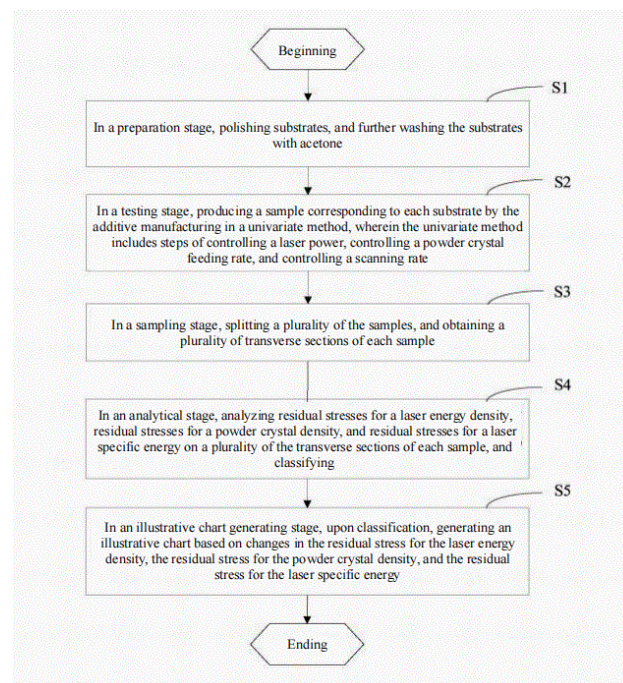 Beginning
S1
In a preparation stage, polishing substrates, and further washing the substrates
with acetone
S2
In a testing stage, producing a sample corresponding to each substrate by the
additive manufacturing in a univariate method, wherein the univariate method
includes steps of controlling a laser power, controlling a powder crystal
feeding rate, and controlling a scanning rate
S3
In a sampling stage, splitting a plurality of the samples, and obtaining a
plurality of transverse sections of each sample
S4
In an analytical stage, analyzing residual stresses for a laser energy density,
residual stresses for a powder crystal density, and residual stresses for a laser
specific energy on a plurality of the transverse sections of each sample, and
classifying
S5
In an illustrative chart generating stage, upon classification, generating an
illustrative chart based on changes in the residual stress for the laser energy
density, the residual stress for the powder crystal density, and the residual
stress for the laser specific energy
Ending